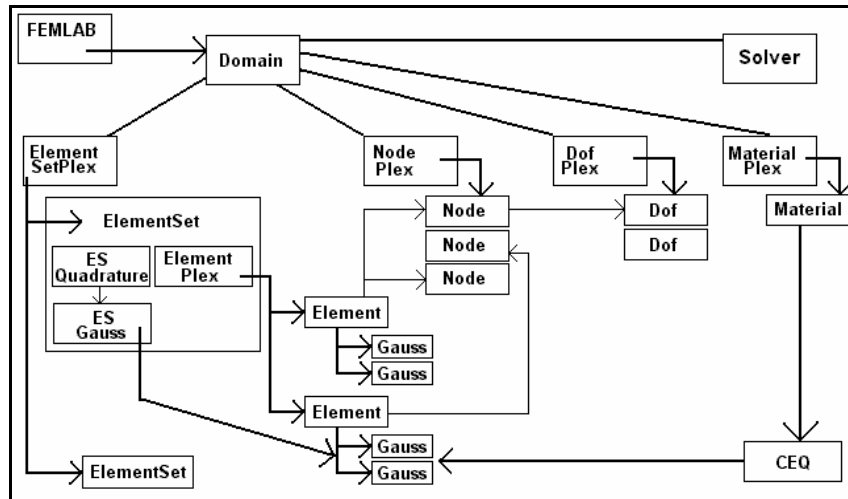 FEMLAB
Domain
Solver
Element
SetPlex
Node
Plex
Dof
Plex
Material
Plex
ElementSet
Node
Dof
Material
ES
Quadrature
Element
Plex
Node
Dof
Node
ES
Gauss
Element
Gauss
Gauss
Element
Gauss
Gauss
ElementSet
CEQ